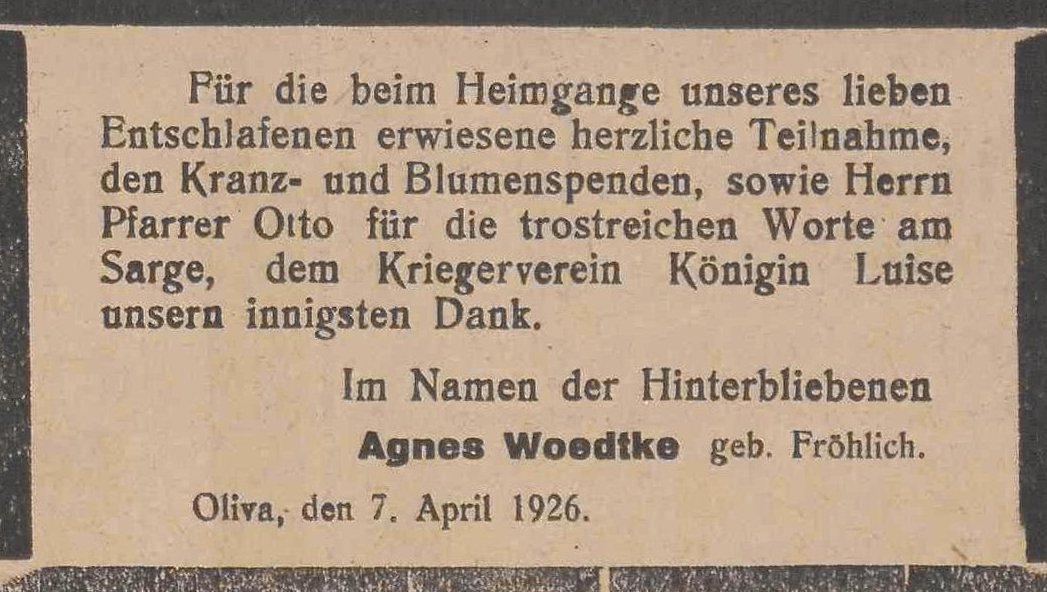 Für die beim Heimgange unseres lieben
Entschlafenen erwiesene herzliche Teilnahme,
den Kranz- und Blumenspenden, sowie Herrn
Pfarrer Otto für die trostreichen Worte am
Sarge, dem Kriegerverein Königin Luise
unsern innigsten Dank.
Im Namen der Hinterbliebenen
Agnes Woedtke geb. Fröhlich.
Oliva, den 7. April 1926.